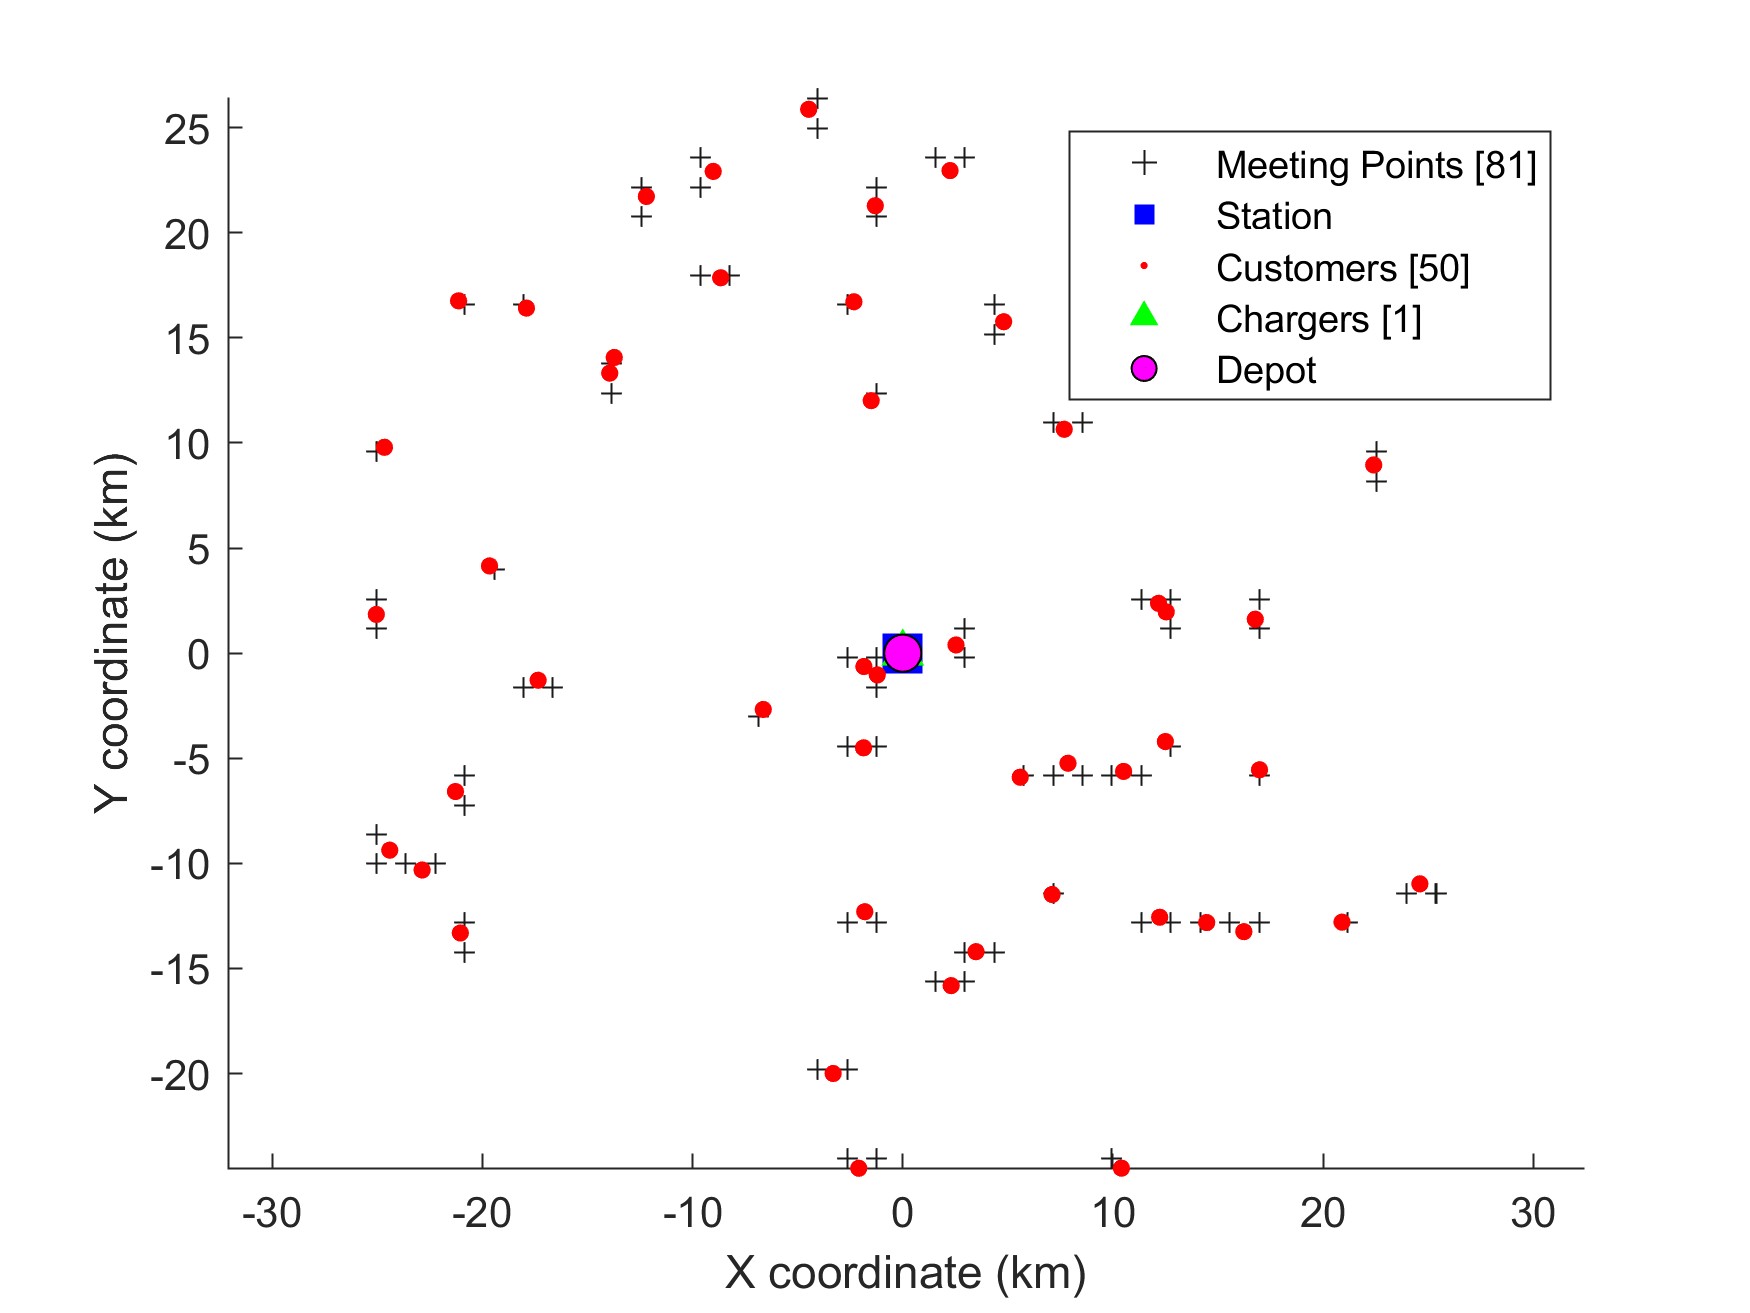 25
20
15
10
5
0
-5
-10
-15
-20
Y coordinate (km)
Meeting Points [81]
Station
Customers [50]
Chargers [1]
Depot
-30 -20 -10 0 10 20 30
X coordinate (km)